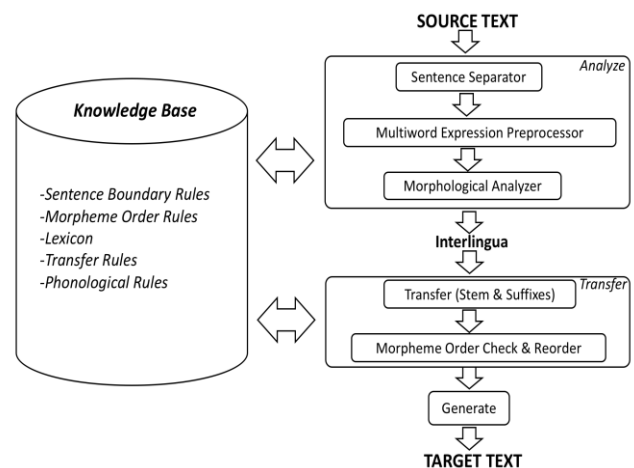 SOURCE TEXT
Analyze
Sentence Separator
Multiword Expression Preprocessor
Morphological Analyzer
Interlingua
Transfer
Transfer (Stem & Suffixes)
Morpheme Order Check & Reorder
Generate
TARGET TEXT
Knowledge Base
-Sentence Boundary Rules
-Morpheme Order Rules
-Lexicon
-Transfer Rules
-Phonological Rules